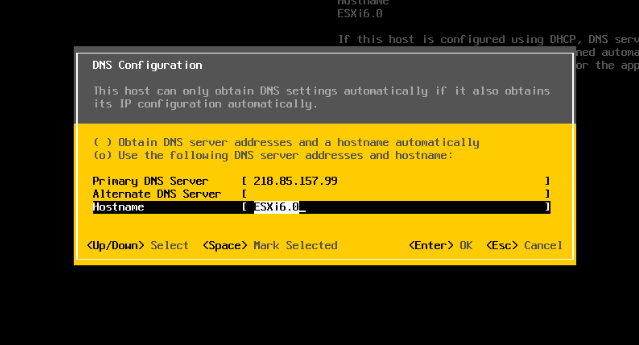 Hostname
ESXi6.0
If this host is configured using DHCP, DNS serv
ned automa
or the app
DNS Configuration
This host can only obtain DNS settings automatically if it also obtains
its IP configuration automatically.
( ) Obtain DNS server addresses and a hostname automatically
(o) Use the following DNS server addresses and hostname:
Primary DNS Server [ 218.85.157.99 ]
Alternate DNS Server [ ]
Hostname [ ESXi6.0_ ]
<Up/Down> Select <Space> Mark Selected <Enter> OK <Esc> Cancel